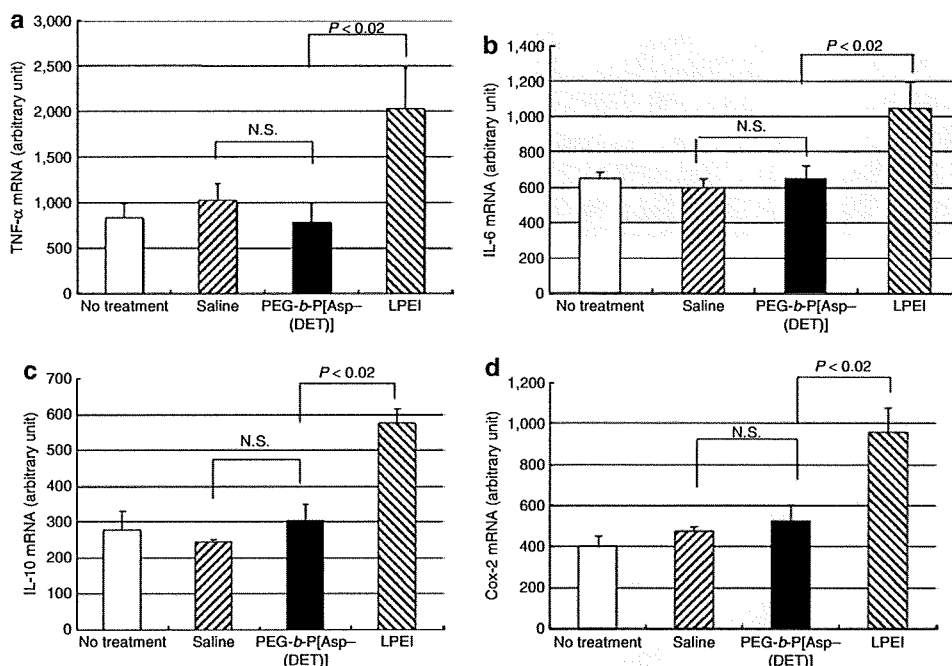 a
TNF-α mRNA (arbitrary unit)
3,000
2,500
2,000
1,500
1,000
500
0
P < 0.02
N.S.
No treatment
Saline
PEG-b-P[Asp–
(DET)]
LPEI
b
IL-6 mRNA (arbitrary unit)
1,400
1,200
1,000
800
600
400
200
0
P < 0.02
N.S.
No treatment
Saline
PEG-b-P[Asp–
(DET)]
LPEI
c
IL-10 mRNA (arbitrary unit)
700
600
500
400
300
200
100
0
P < 0.02
N.S.
No treatment
Saline
PEG-b-P[Asp–
(DET)]
LPEI
d
Cox-2 mRNA (arbitrary unit)
1,200
1,000
800
600
400
200
0
P < 0.02
N.S.
No treatment
Saline
PEG-b-P[Asp–
(DET)]
LPEI